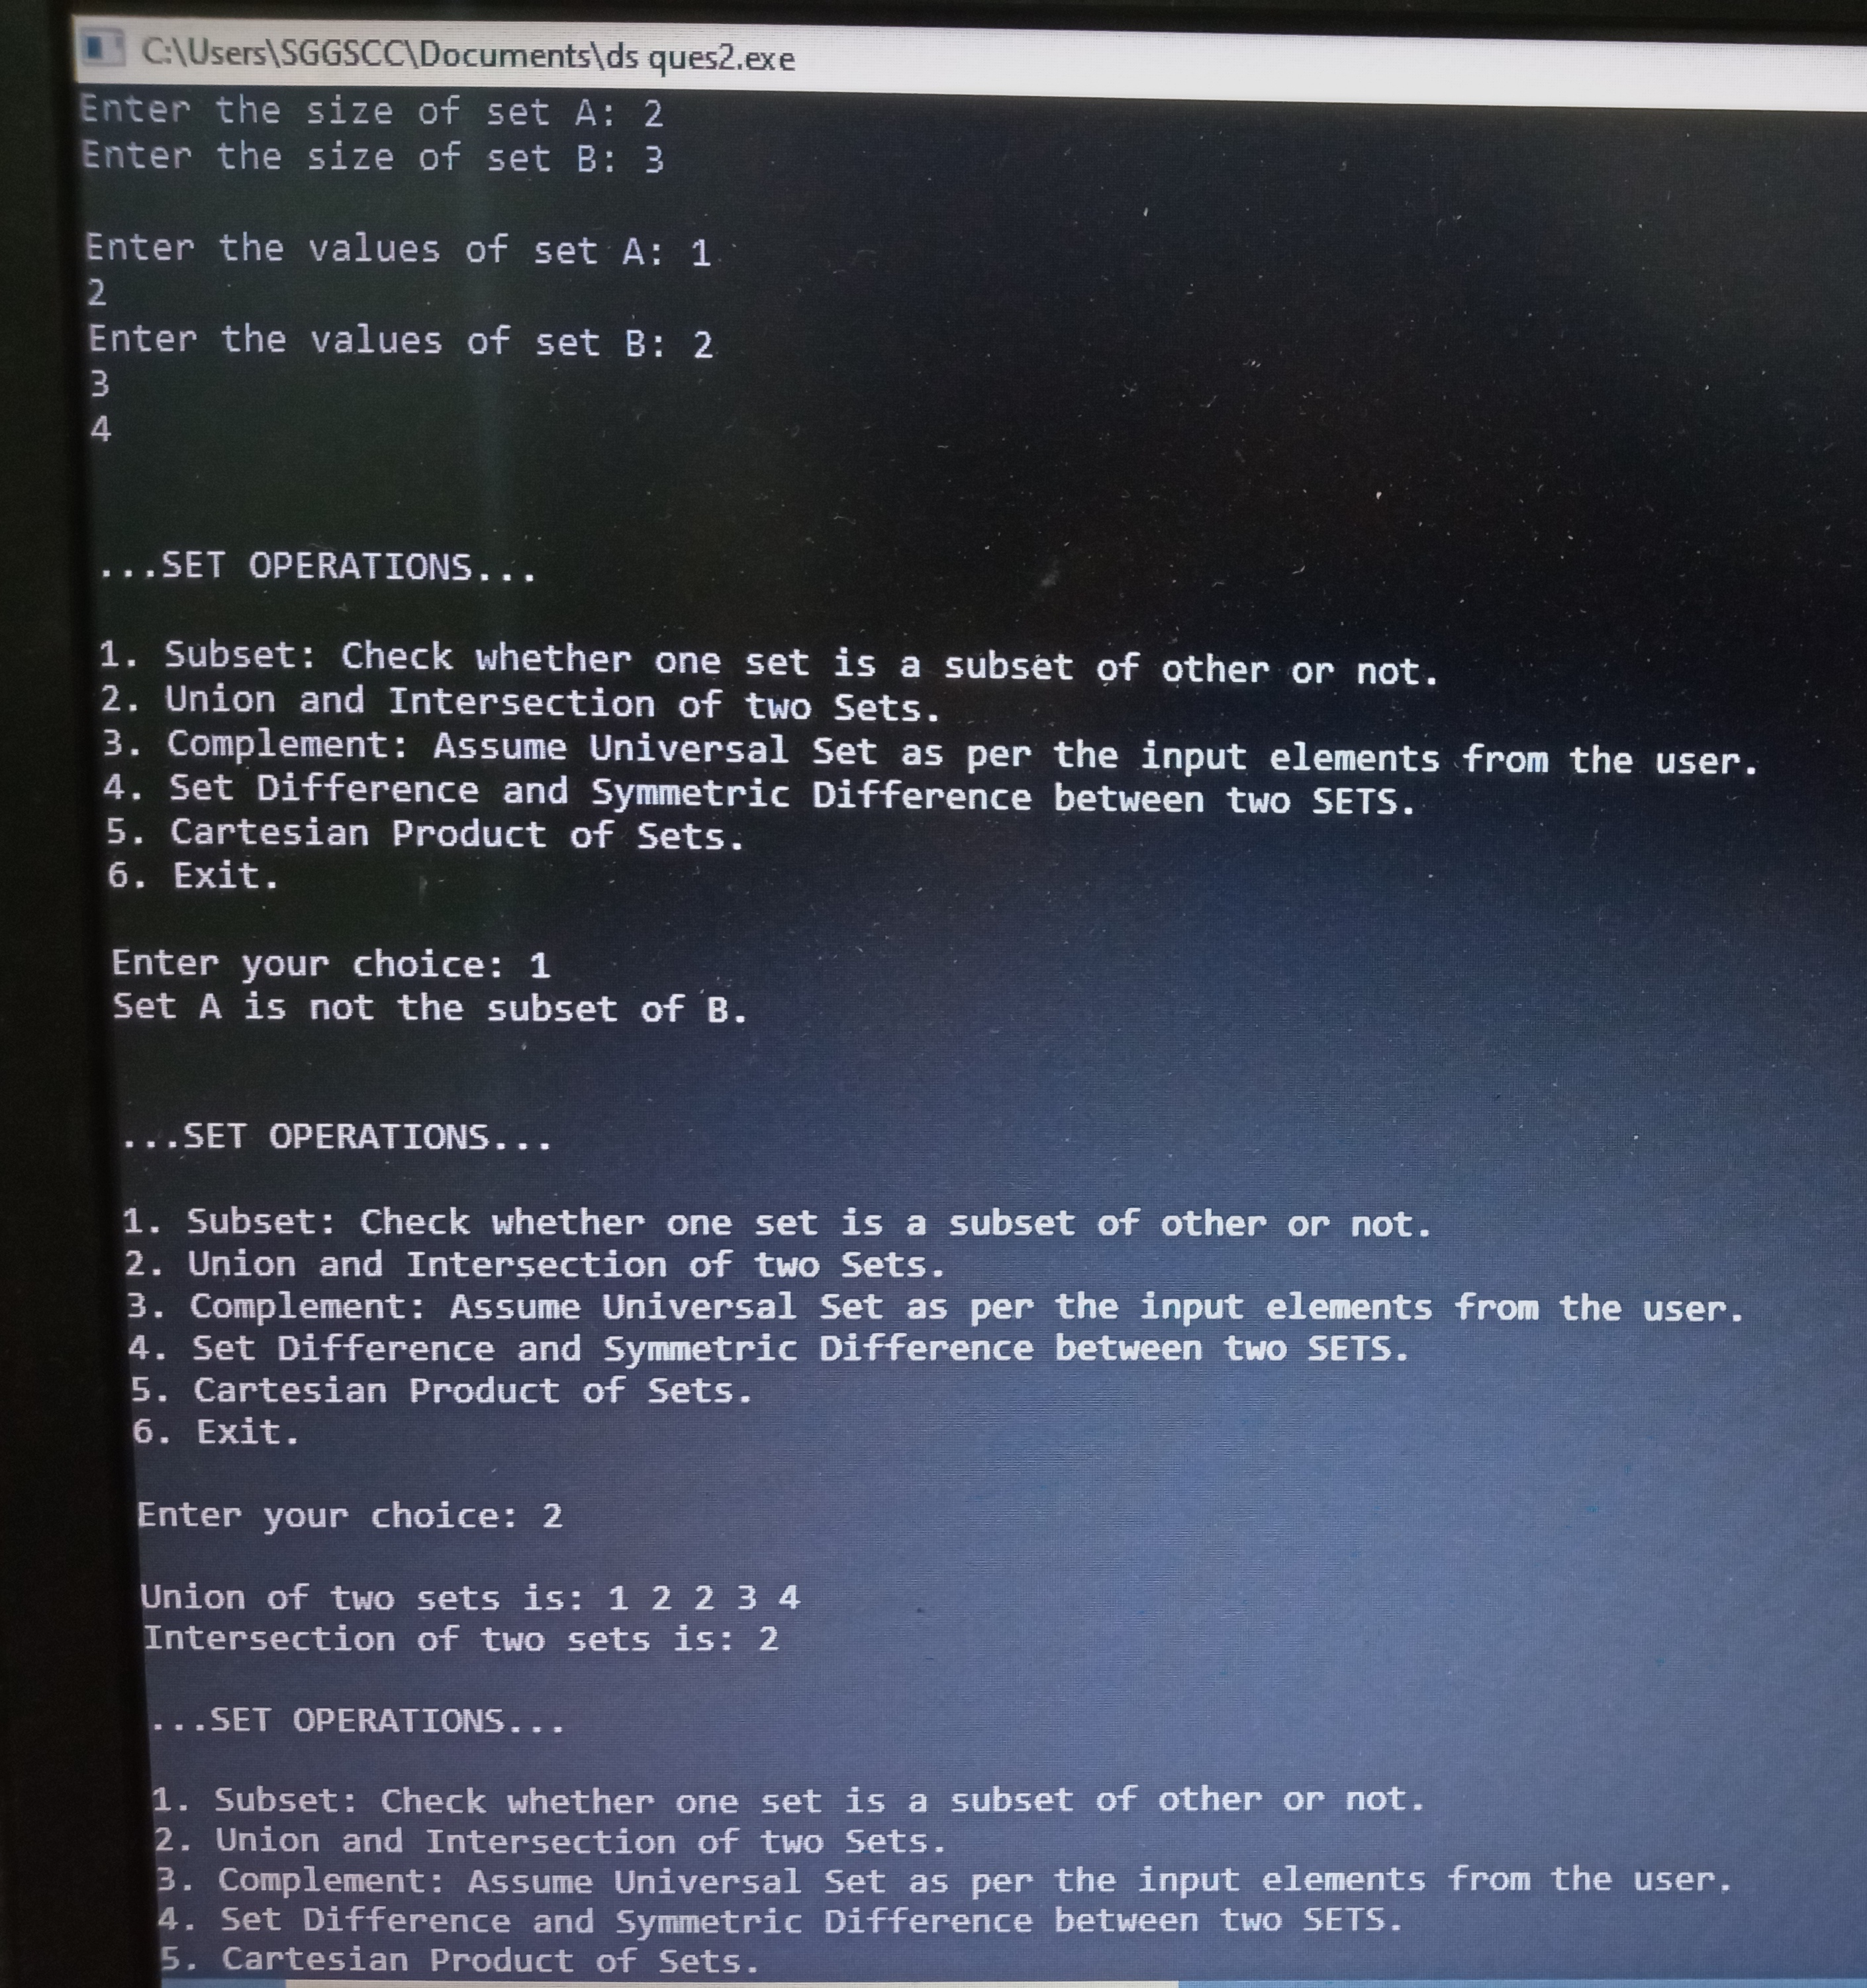 C:\Users\SGGSCC\Documents\ds ques2.exe
Enter the size of set A: 2
Enter the size of set B: 3
Enter the values of set A: 1
2
Enter the values of set B: 2
3
4
...SET OPERATIONS...
1. Subset: Check whether one set is a subset of other or not.
2. Union and Intersection of two Sets.
3. Complement: Assume Universal Set as per the input elements from the user.
4. Set Difference and Symmetric Difference between two SETS.
5. Cartesian Product of Sets.
6. Exit.
Enter your choice: 1
Set A is not the subset of B.
...SET OPERATIONS...
1. Subset: Check whether one set is a subset of other or not.
2. Union and Intersection of two Sets.
3. Complement: Assume Universal Set as per the input elements from the user.
4. Set Difference and Symmetric Difference between two SETS.
5. Cartesian Product of Sets.
6. Exit.
Enter your choice: 2
Union of two sets is: 1 2 2 3 4
Intersection of two sets is: 2
...SET OPERATIONS...
1. Subset: Check whether one set is a subset of other or not.
2. Union and Intersection of two Sets.
3. Complement: Assume Universal Set as per the input elements from the user.
4. Set Difference and Symmetric Difference between two SETS.
5. Cartesian Product of Sets.